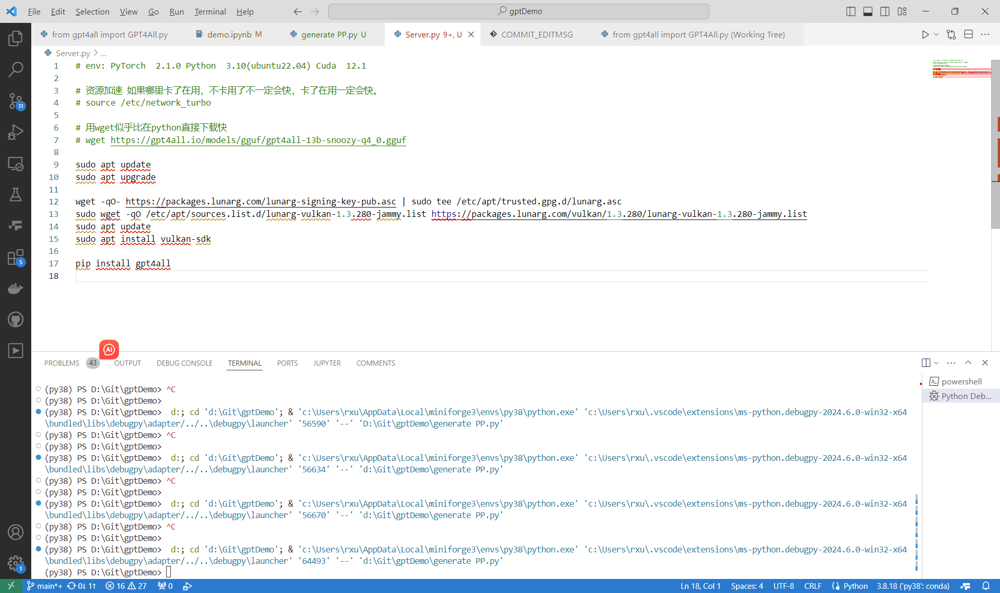 File Edit Selection View Go Run Terminal Help
gptDemo
from gpt4all import GPT4All.py
demo.ipynb M
generate PP.py U
Server.py 9+, U
COMMIT_EDITMSG
from gpt4all import GPT4All.py (Working Tree)
Server.py > ...
1 # env: PyTorch  2.1.0 Python  3.10(ubuntu22.04) Cuda  12.1
2
3 # 资源加速 如果哪里卡了在用，不卡用了不一定会快，卡了在用一定会快。
4 # source /etc/network_turbo
5
6 # 用wget似乎比在python直接下载快
7 # wget https://gpt4all.io/models/gguf/gpt4all-13b-snoozy-q4_0.gguf
8
9 sudo apt update
10 sudo apt upgrade
11
12 wget -qO- https://packages.lunarg.com/lunarg-signing-key-pub.asc | sudo tee /etc/apt/trusted.gpg.d/lunarg.asc
13 sudo wget -qO /etc/apt/sources.list.d/lunarg-vulkan-1.3.280-jammy.list https://packages.lunarg.com/vulkan/1.3.280/lunarg-vulkan-1.3.280-jammy.list
14 sudo apt update
15 sudo apt install vulkan-sdk
16
17 pip install gpt4all
18
11
5
1
AI
PROBLEMS 43 OUTPUT DEBUG CONSOLE TERMINAL PORTS JUPYTER COMMENTS
powershell
Python Deb...
(py38) PS D:\Git\gptDemo> ^C
(py38) PS D:\Git\gptDemo>
(py38) PS D:\Git\gptDemo>  d:; cd 'd:\Git\gptDemo'; & 'c:\Users\rxu\AppData\Local\miniforge3\envs\py38\python.exe' 'c:\Users\rxu\.vscode\extensions\ms-python.debugpy-2024.6.0-win32-x64
\bundled\libs\debugpy\adapter/../..\debugpy\launcher' '56590' '--' 'D:\Git\gptDemo\generate PP.py'
(py38) PS D:\Git\gptDemo> ^C
(py38) PS D:\Git\gptDemo>
(py38) PS D:\Git\gptDemo>  d:; cd 'd:\Git\gptDemo'; & 'c:\Users\rxu\AppData\Local\miniforge3\envs\py38\python.exe' 'c:\Users\rxu\.vscode\extensions\ms-python.debugpy-2024.6.0-win32-x64
\bundled\libs\debugpy\adapter/../..\debugpy\launcher' '56634' '--' 'd:\Git\gptDemo\generate PP.py'
(py38) PS D:\Git\gptDemo> ^C
(py38) PS D:\Git\gptDemo>
(py38) PS D:\Git\gptDemo>  d:; cd 'd:\Git\gptDemo'; & 'c:\Users\rxu\AppData\Local\miniforge3\envs\py38\python.exe' 'c:\Users\rxu\.vscode\extensions\ms-python.debugpy-2024.6.0-win32-x64
\bundled\libs\debugpy\adapter/../..\debugpy\launcher' '56670' '--' 'd:\Git\gptDemo\generate PP.py'
(py38) PS D:\Git\gptDemo> ^C
(py38) PS D:\Git\gptDemo>
(py38) PS D:\Git\gptDemo>  d:; cd 'd:\Git\gptDemo'; & 'c:\Users\rxu\AppData\Local\miniforge3\envs\py38\python.exe' 'c:\Users\rxu\.vscode\extensions\ms-python.debugpy-2024.6.0-win32-x64
\bundled\libs\debugpy\adapter/../..\debugpy\launcher' '64493' '--' 'd:\Git\gptDemo\generate PP.py'
(py38) PS D:\Git\gptDemo>
main*+ 0↓ 1↑ 16 27 0 Ln 18, Col 1 Spaces: 4 UTF-8 CRLF Python 3.8.18 ('py38': conda)